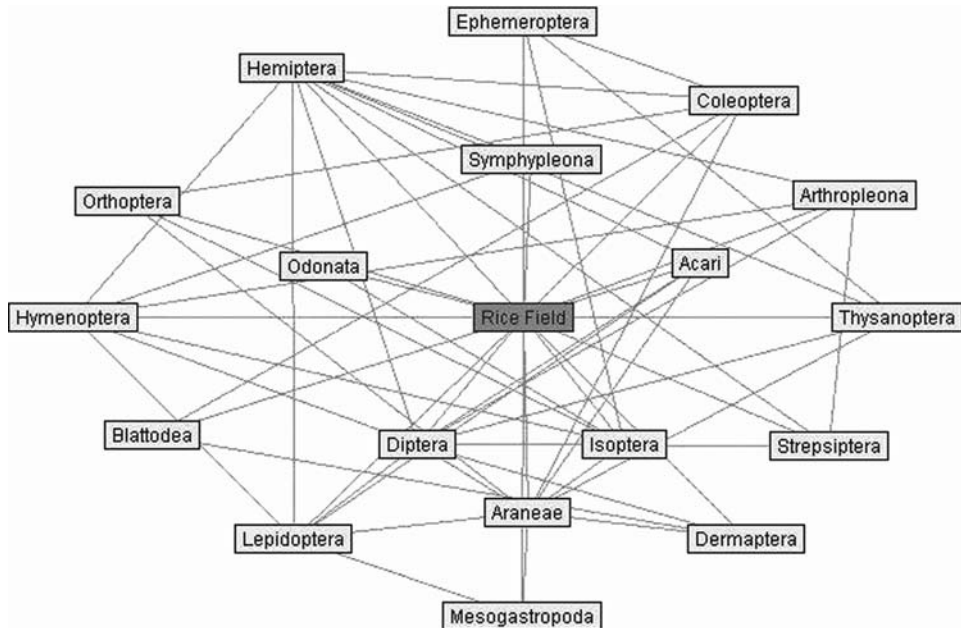 Ephemeroptera
Hemiptera
Coleoptera
Symphypleona
Orthoptera
Arthropleona
Odonata
Acari
Hymenoptera
Rice Field
Thysanoptera
Blattodea
Diptera
Isoptera
Strepsiptera
Araneae
Lepidoptera
Dermaptera
Mesogastropoda